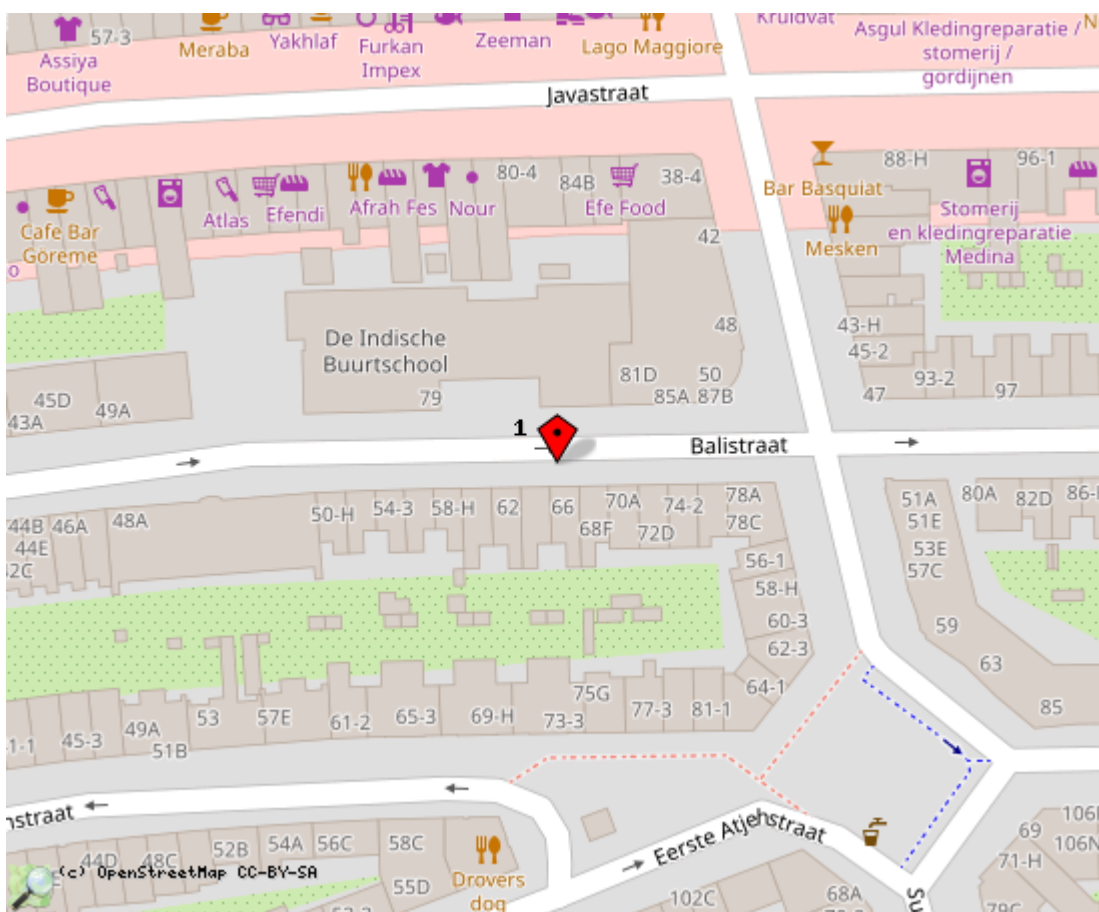 57-3
Assiya
Boutique
Meraba
Yakhlaf
Furkan
Impex
Zeeman
Lago Maggiore
Kruidvat
Asgul Kledingreparatie /
stomerij /
gordijnen
Javastraat
Cafe Bar
Göreme
Atlas
Efendi
Afrah Fes
Nour
80-4
84B
Efe Food
38-4
42
Bar Basquiat
Mesken
88-H
96-1
Stomerij
en kledingreparatie
Medina
De Indische
Buurtschool
79
48
81D
50
85A
87B
43-H
45-2
47
93-2
97
45D
43A
49A
1
Balistraat
44B
46A
48A
44E
50-H
54-3
58-H
62
66
68F
70A
72D
74-2
78A
78C
51A
51E
53E
57C
80A
82D
56-1
58-H
60-3
62-3
64-1
59
63
85
45-3
49A
51B
53
57E
61-2
65-3
69-H
73-3
75G
77-3
81-1
Eerste Atjehstraat
44D
48C
52B
54A
56C
58C
55D
Drovers
dog
102C
68A
69
71-H
79C
(c) OpenStreetMap CC-BY-SA